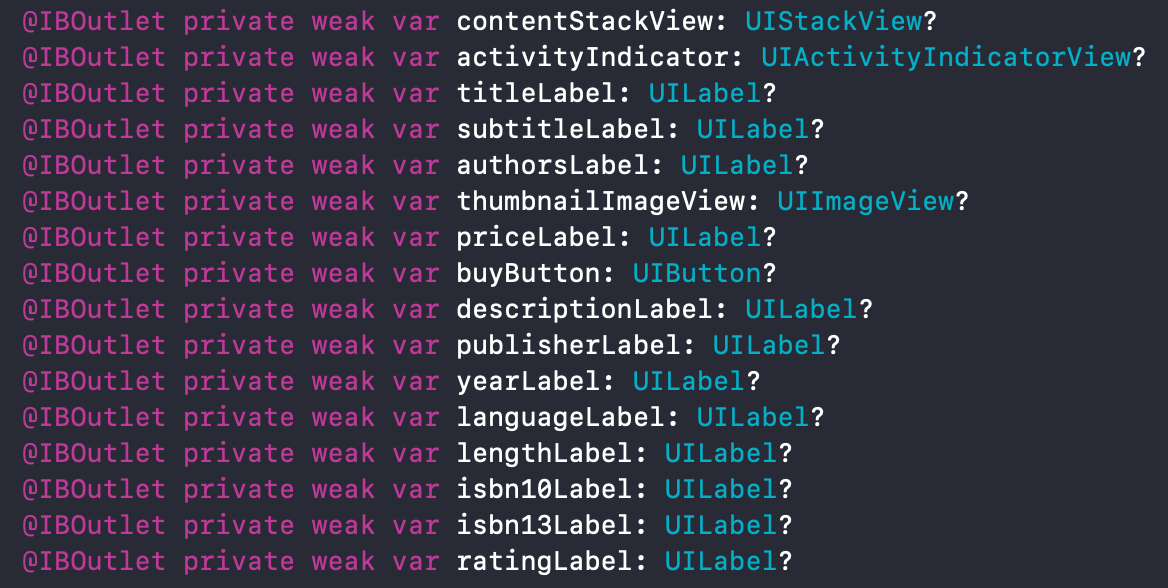 @IBOutlet private weak var contentStackView: UIStackView?
@IBOutlet private weak var activityIndicator: UIActivityIndicatorView?
@IBOutlet private weak var titleLabel: UILabel?
@IBOutlet private weak var subtitleLabel: UILabel?
@IBOutlet private weak var authorsLabel: UILabel?
@IBOutlet private weak var thumbnailImageView: UIImageView?
@IBOutlet private weak var priceLabel: UILabel?
@IBOutlet private weak var buyButton: UIButton?
@IBOutlet private weak var descriptionLabel: UILabel?
@IBOutlet private weak var publisherLabel: UILabel?
@IBOutlet private weak var yearLabel: UILabel?
@IBOutlet private weak var languageLabel: UILabel?
@IBOutlet private weak var lengthLabel: UILabel?
@IBOutlet private weak var isbn10Label: UILabel?
@IBOutlet private weak var isbn13Label: UILabel?
@IBOutlet private weak var ratingLabel: UILabel?